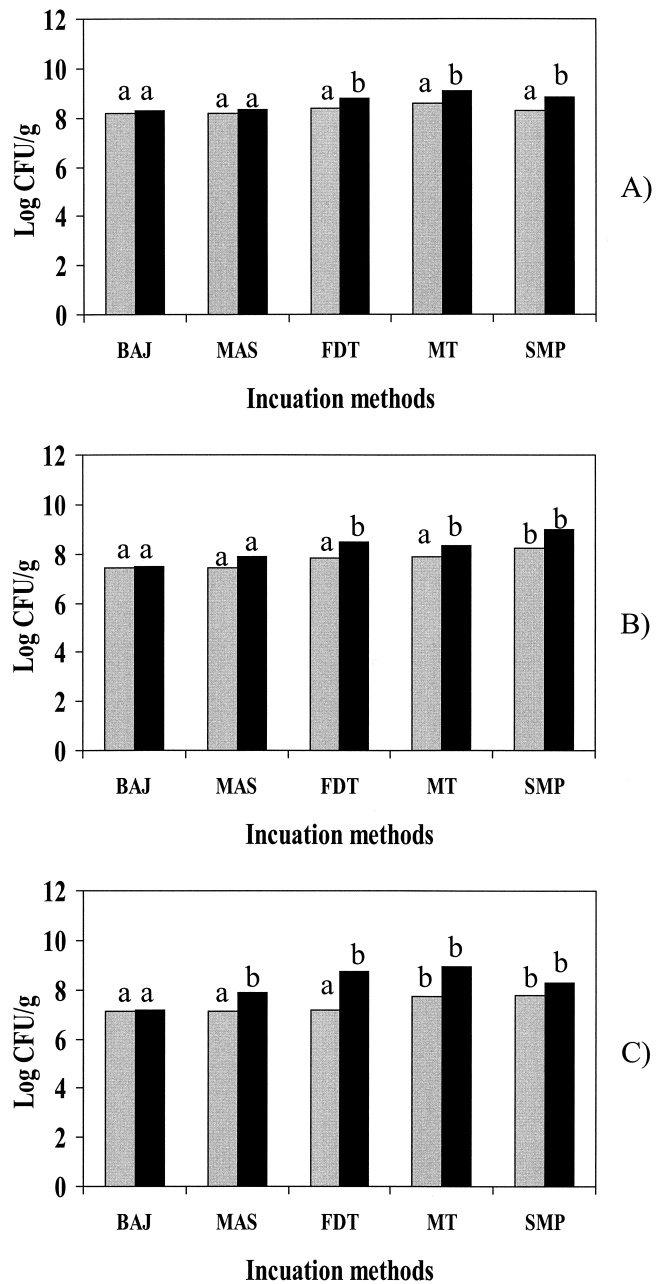 12
10
8
6
4
2
0
Log CFU/g
a a a a a b a b a b
BAJ MAS FDT MT SMP
Incuation methods
A)
12
10
8
6
4
2
0
Log CFU/g
a a a a a b a b b b
BAJ MAS FDT MT SMP
Incuation methods
B)
12
10
8
6
4
2
0
Log CFU/g
a a a b a b b b b b
BAJ MAS FDT MT SMP
Incuation methods
C)